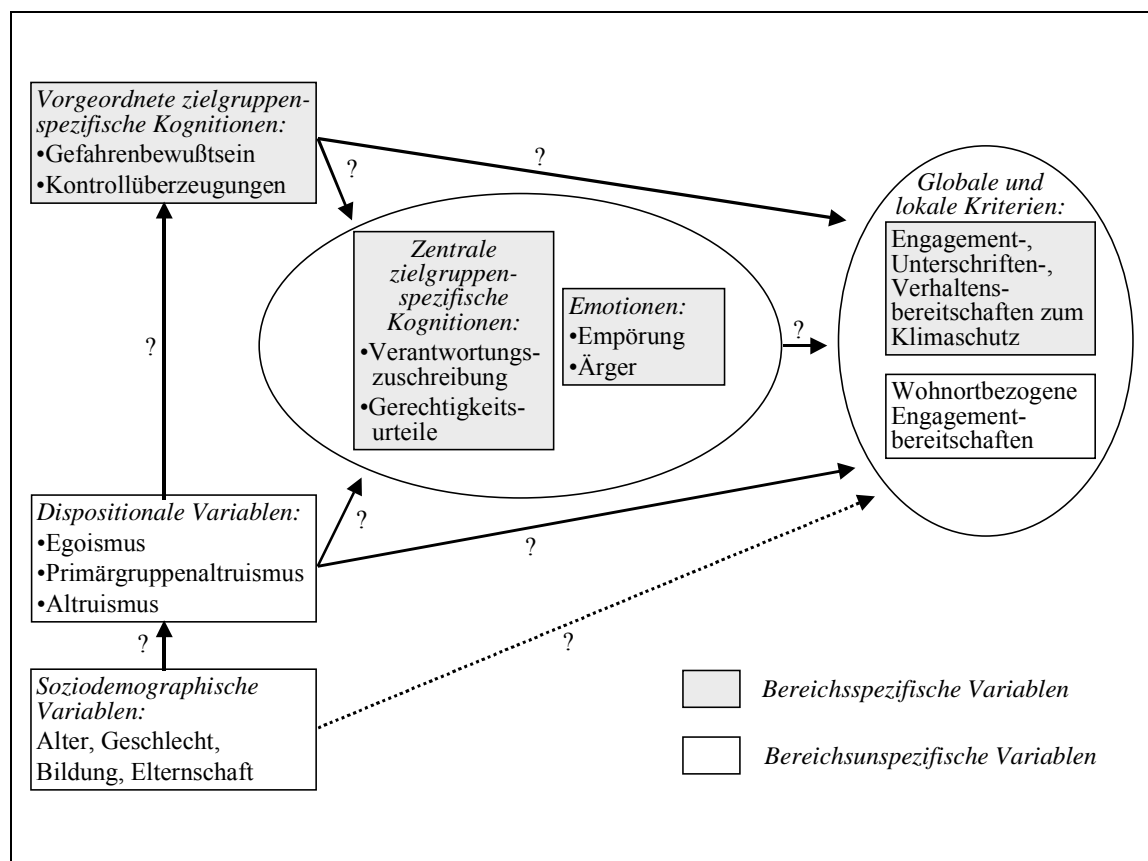 Vorgeordnete zielgruppen-
spezifische Kognitionen:
•Gefahrenbewußtsein
•Kontrollüberzeugungen
?
?
Globale und
lokale Kriterien:
Engagement-,
Unterschriften-,
Verhaltens-
bereitschaften zum
Klimaschutz
Wohnortbezogene
Engagement-
bereitschaften
Zentrale
zielgruppen-
spezifische
Kognitionen:
•Verantwortungs-
zuschreibung
•Gerechtigkeits-
urteile
Emotionen:
•Empörung
•Ärger
?
?
Dispositionale Variablen:
•Egoismus
•Primärgruppenaltruismus
•Altruismus
?
?
?
?
Soziodemographische
Variablen:
Alter, Geschlecht,
Bildung, Elternschaft
Bereichsspezifische Variablen
Bereichsunspezifische Variablen